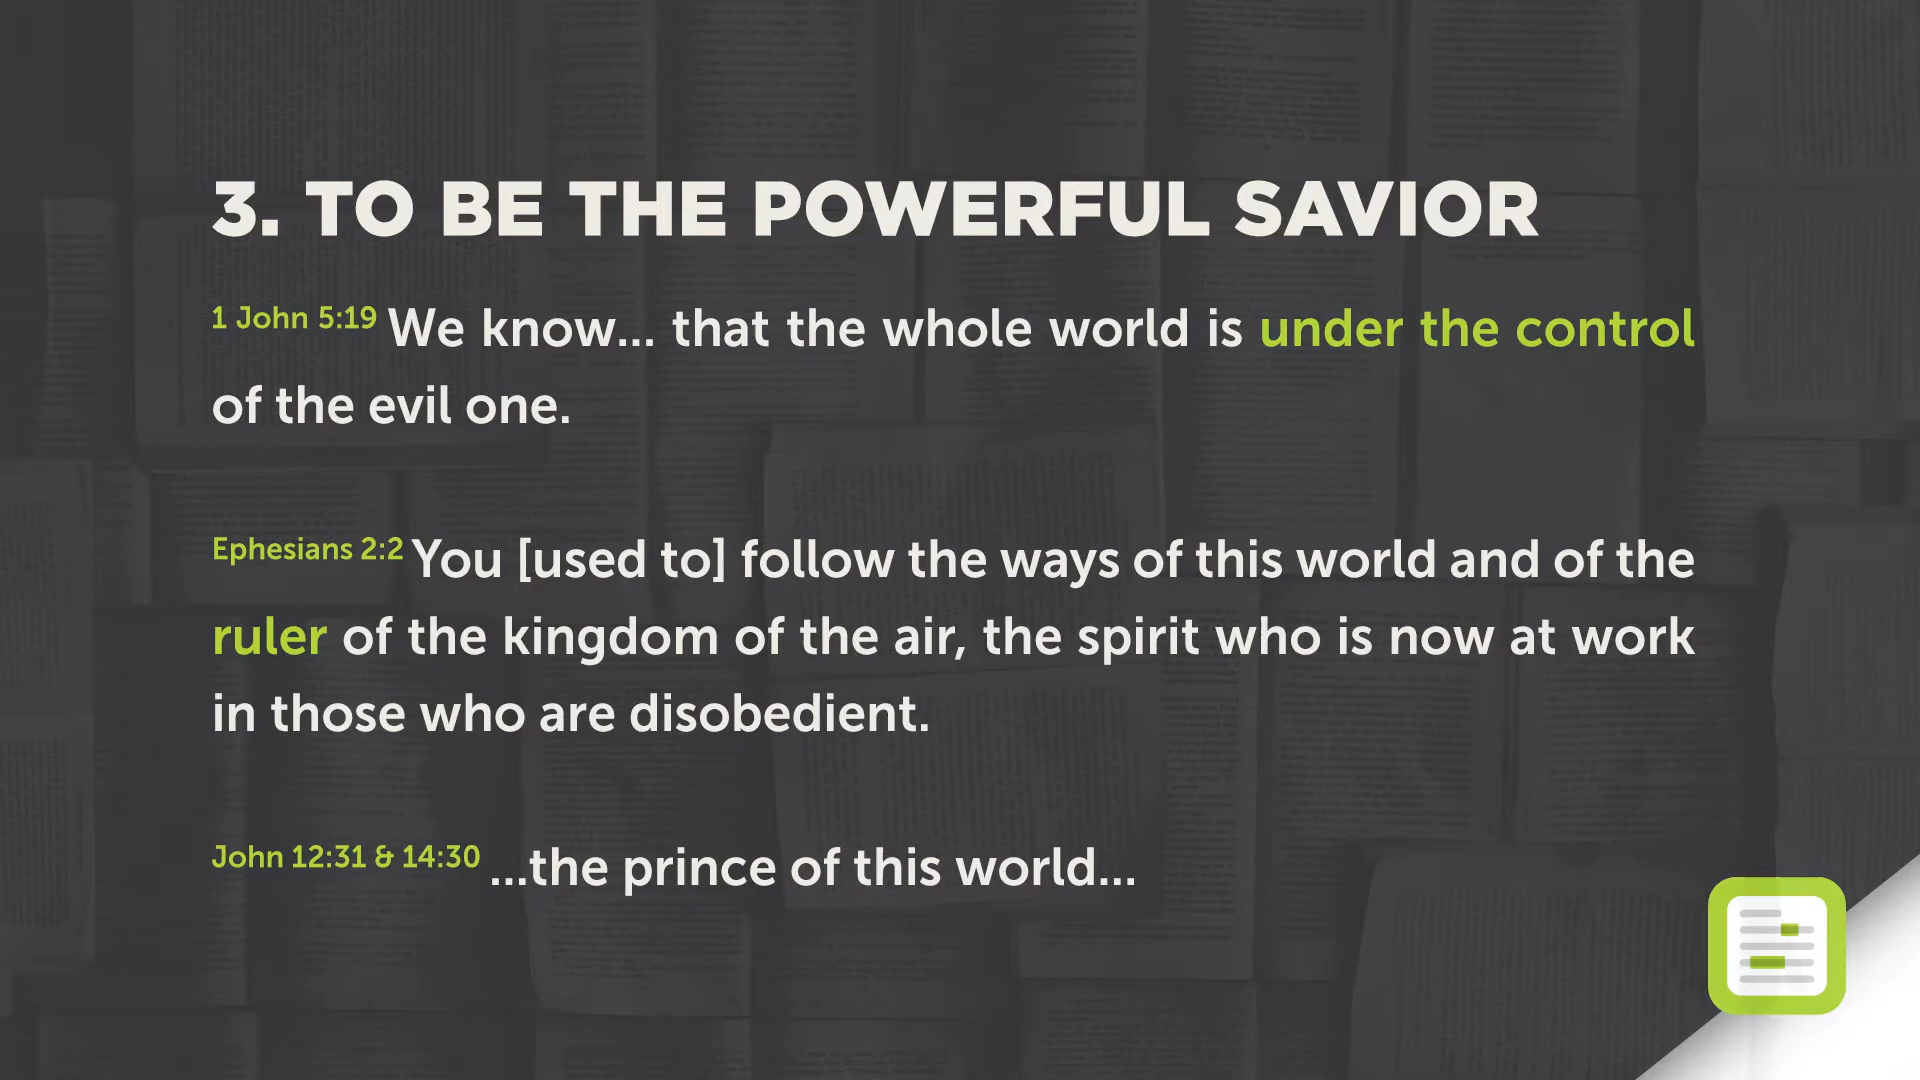 3. TO BE THE POWERFUL SAVIOR
1 John 5:19 We know... that the whole world is under the control
of the evil one.
Ephesians 2:2 You [used to] follow the ways of this world and of the
ruler of the kingdom of the air, the spirit who is now at work
in those who are disobedient.
John 12:31 & 14:30 ...the prince of this world...